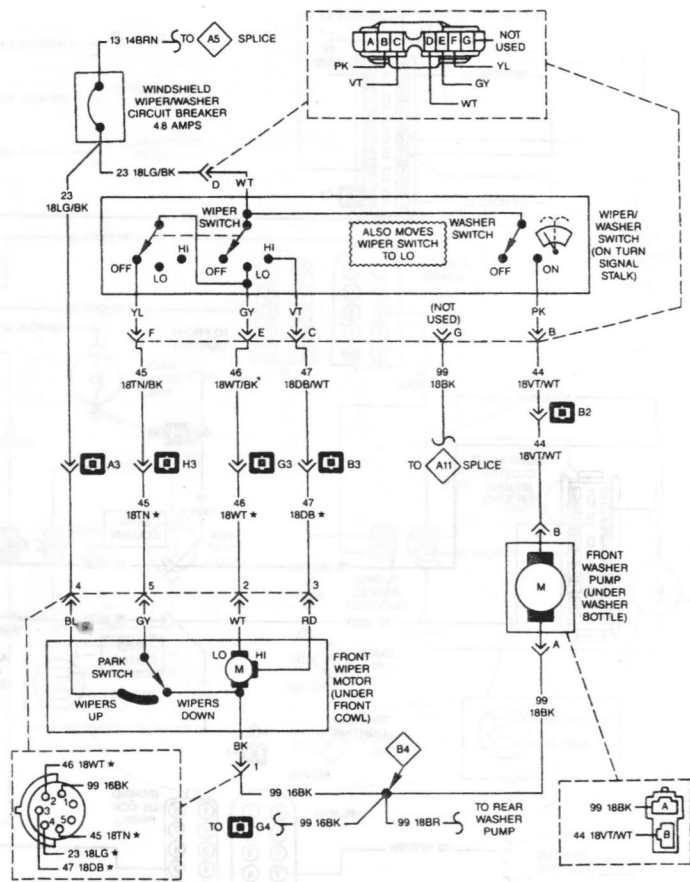 13 14BRN
TO
A5
SPLICE
A B C D E F G
NOT
USED
PK
YL
VT
GY
WT
WINDSHIELD
WIPER/WASHER
CIRCUIT BREAKER
4.8 AMPS
23 18LG/BK
D
WT
23
18LG/BK
WIPER
SWITCH
ALSO MOVES
WIPER SWITCH
TO LO
WASHER
SWITCH
WIPER/
WASHER
SWITCH
(ON TURN
SIGNAL
STALK)
OFF
HI
LO
OFF
HI
LO
OFF
ON
YL
GY
VT
(NOT
USED)
PK
F
E
C
G
B
45
18TN/BK
46
18WT/BK*
47
18DB/WT
99
18BK
44
18VT/WT
B2
44
18VT/WT
A3
H3
G3
B3
TO
A11
SPLICE
45
18TN ★
46
18WT ★
47
18DB ★
B
FRONT
WASHER
PUMP
(UNDER
WASHER
BOTTLE)
M
A
4
5
2
3
BL
GY
WT
RD
PARK
SWITCH
LO
HI
M
FRONT
WIPER
MOTOR
(UNDER
FRONT
COWL)
WIPERS
UP
WIPERS
DOWN
BK
1
99
18BK
B4
46 18WT ★
99 16BK
2
1
3
4
5
45 18TN ★
23 18LG ★
47 18DB ★
99 16BK
TO
G4
99 16BK
99 18BR
TO REAR
WASHER
PUMP
99 18BK
A
44 18VT/WT
B